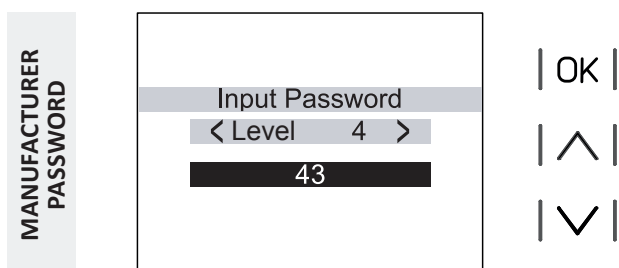 MANUFACTURER
PASSWORD
Input Password
< Level 4 >
43
OK